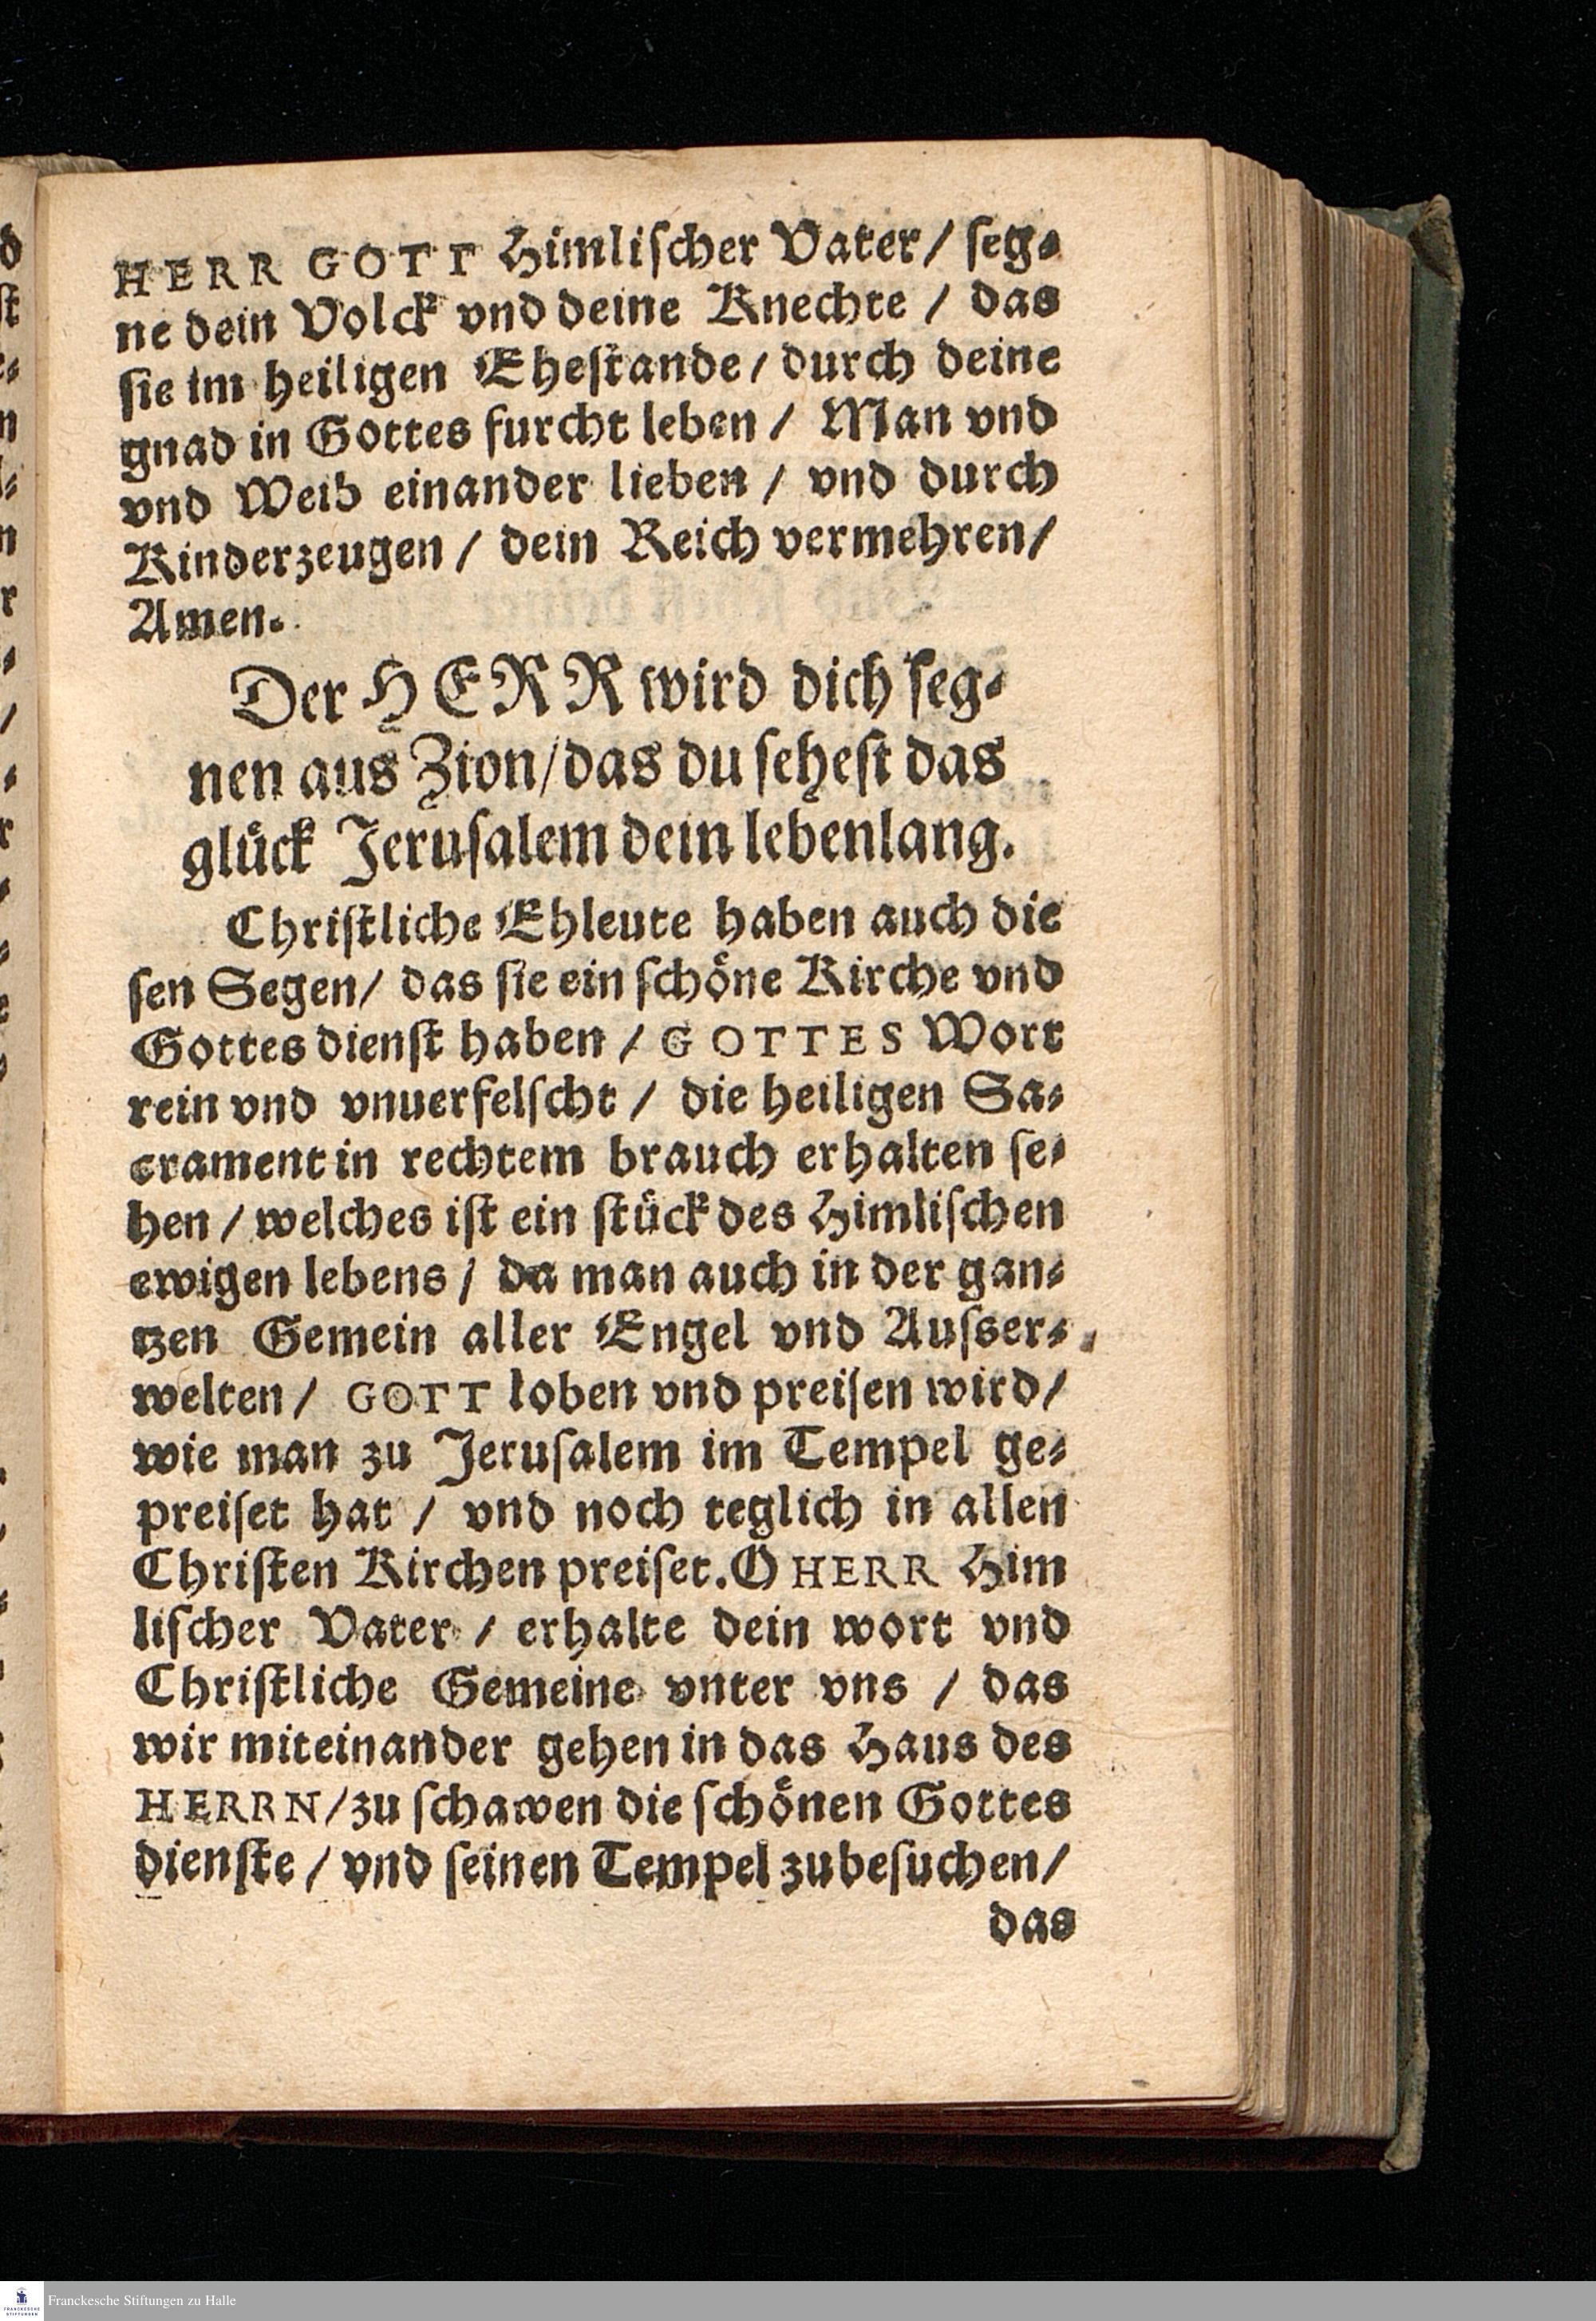 HERR GOTT Himliſcher Vater / ſeg⸗
ne dein Volck vnd deine Knechte / das
ſie im heiligen Eheſtande / durch deine
gnad in Gottes furcht leben / Man vnd
vnd Weib einander lieben / vnd durch
Kinderzeugen / dein Reich vermehren /
Amen.
Der HERR wird dich ſeg⸗
nen aus Zion / das du ſeheſt das
gluͤck Jeruſalem dein lebenlang.
Chriſtliche Ehleute haben auch die
ſen Segen / das ſie ein ſchoͤne Kirche vnd
Gottes dienſt haben / GOTTES Wort
rein vnd vnuerfelſcht / die heiligen Sa⸗
crament in rechtem brauch erhalten ſe⸗
hen / welches iſt ein ſtuͤck des Himliſchen
ewigen lebens / da man auch in der gan⸗
tzen Gemein aller Engel vnd Auſser⸗
welten / GOTT loben vnd preiſen wird /
wie man zu Jeruſalem im Tempel ge⸗
preiſet hat / vnd noch teglich in allen
Chriſten Kirchen preiſet. O HERR Him
liſcher Vater / erhalte dein wort vnd
Chriſtliche Gemeine vnter vns / das
wir miteinander gehen in das Haus des
HERRN / zu ſchawen die ſchoͤnen Gottes
dienſte / vnd ſeinen Tempel zubeſuchen /
das
Franckesche Stiftungen zu Halle